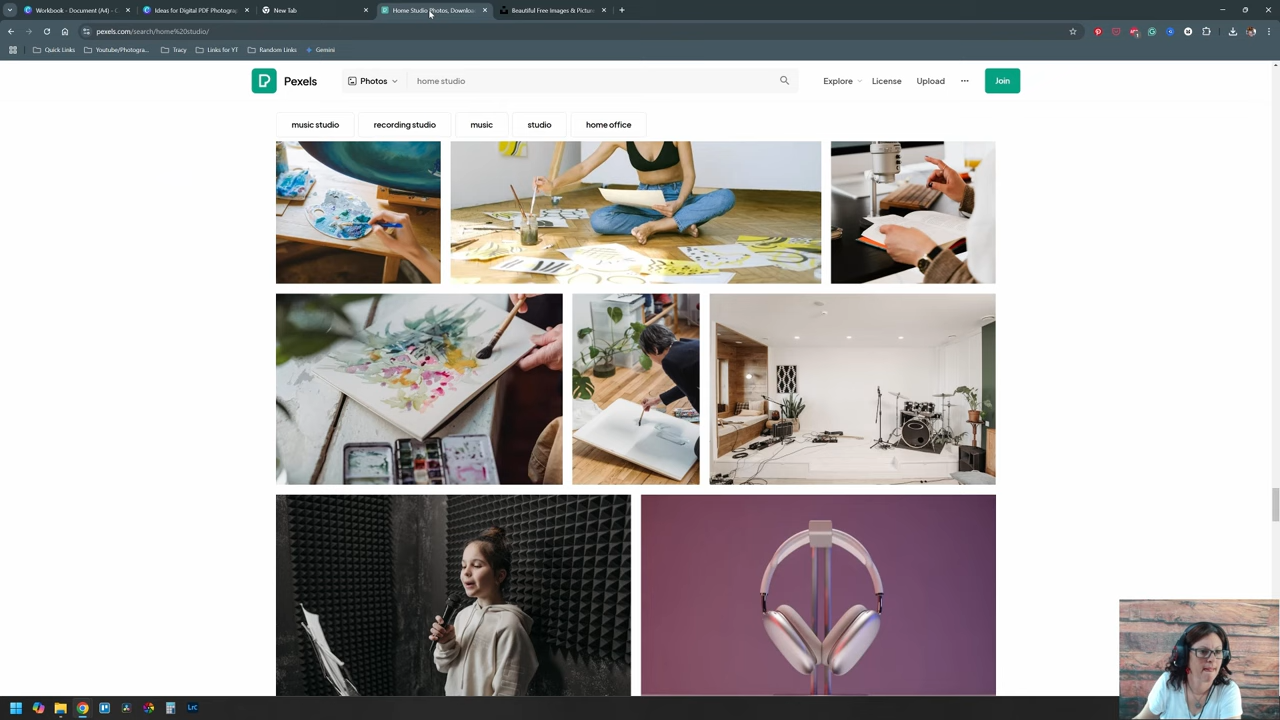 Workbook - Document (A4) - C
Ideas for Digital PDF Photograp
New Tab
Home Studio Photos, Downloa
Beautiful Free Images & Pictur
pexels.com/search/home%20studio/
Quick Links
Youtube/Photogra...
Tracy
Links for YT
Random Links
Gemini
Pexels
Photos
home studio
Explore
License
Upload
Join
music studio
recording studio
music
studio
home office
Lrc